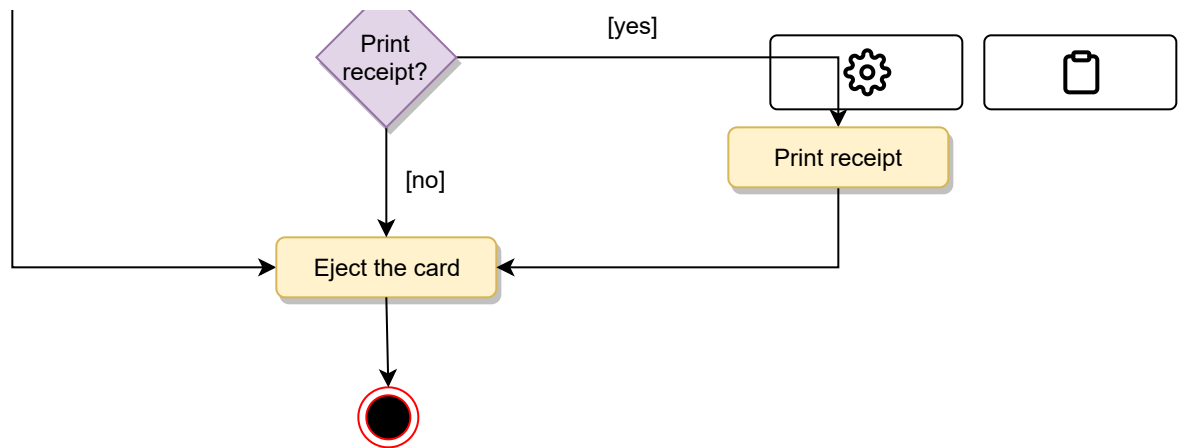 [yes]
Print
receipt?
Print receipt
[no]
Eject the card